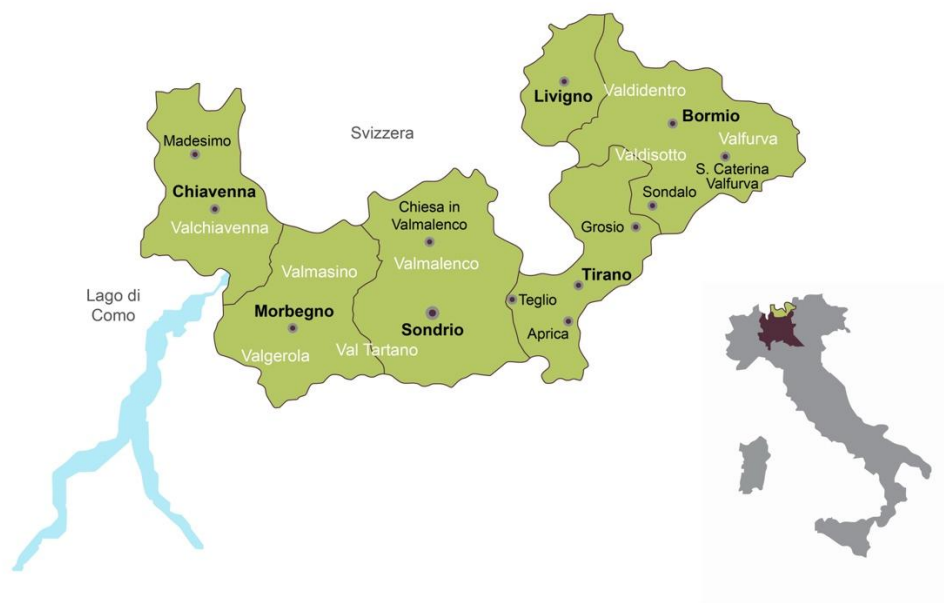 Livigno
Valdidentro
Bormio
Svizzera
Valfurva
Madesimo
Valdisotto
S. Caterina
Valfurva
Chiavenna
Sondalo
Chiesa in
Valmalenco
Valchiavenna
Grosio
Valmalenco
Valmasino
Tirano
Lago di
Como
Teglio
Morbegno
Sondrio
Aprica
Valgerola
Val Tartano